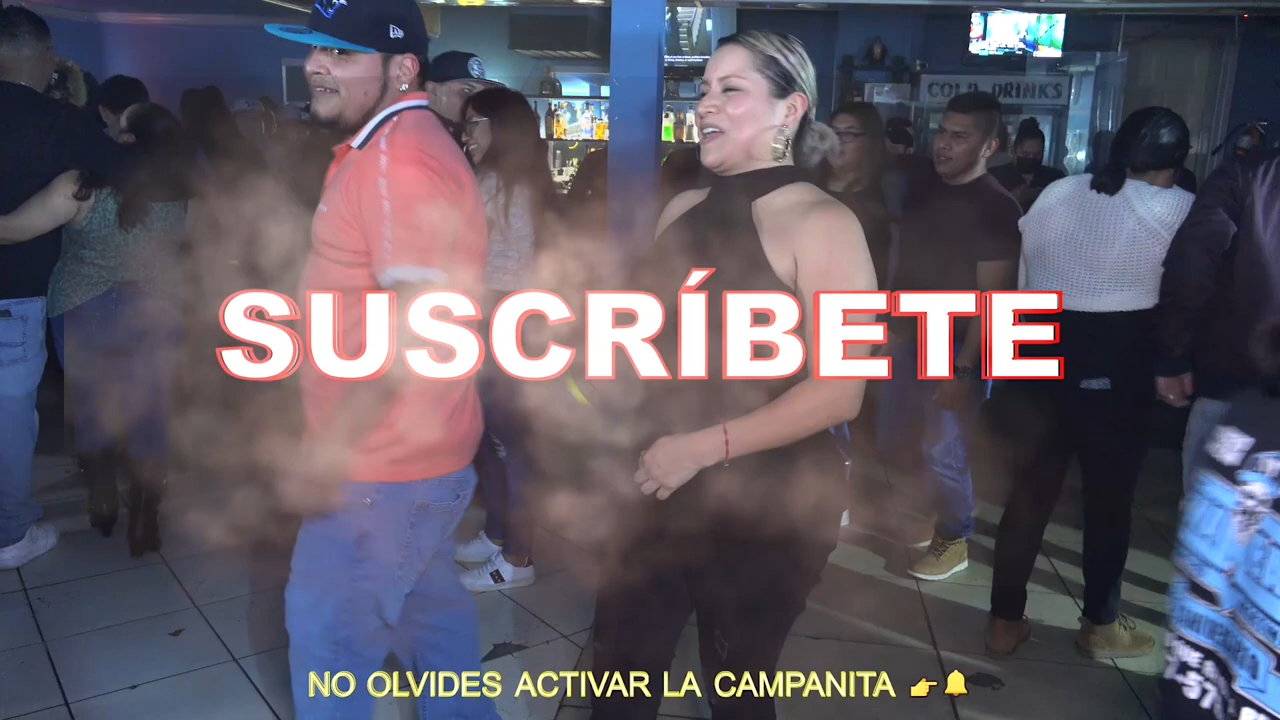 COLD DRINKS
SUSCRÍBETE
NO OLVIDES ACTIVAR LA CAMPANITA 👉🔔